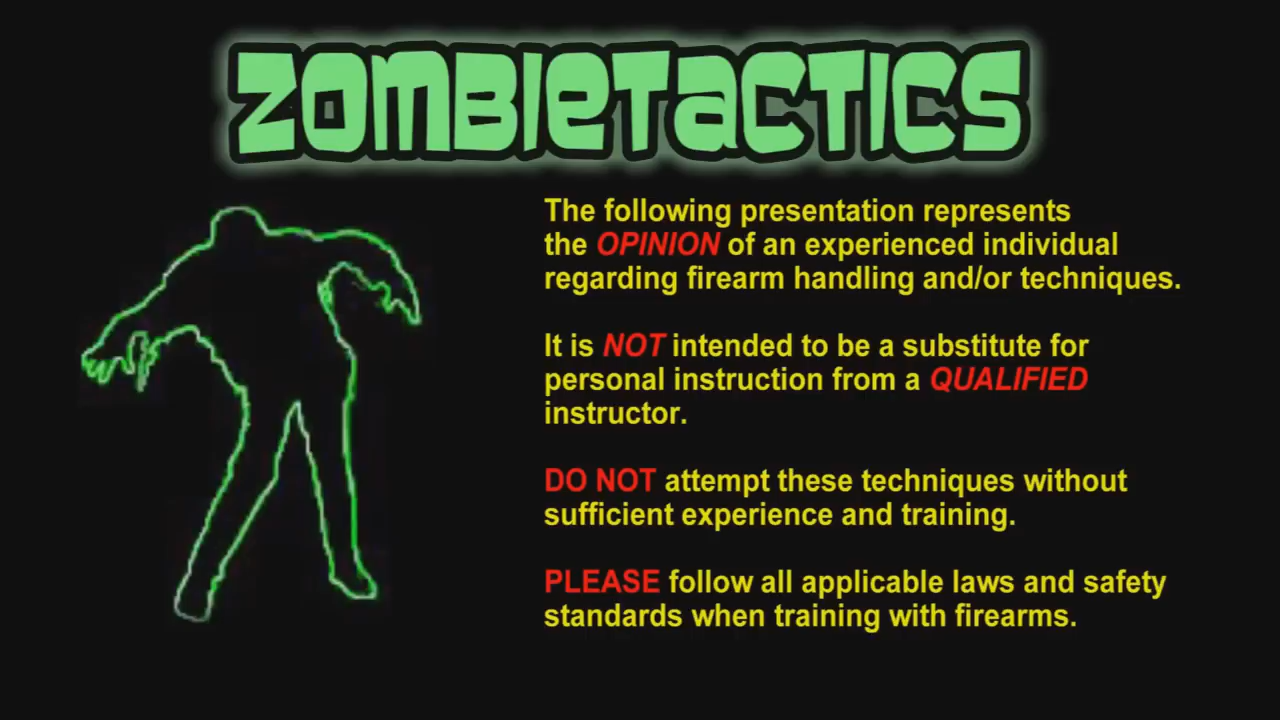 ZOMBIETACTICS
The following presentation represents
the OPINION of an experienced individual
regarding firearm handling and/or techniques.
It is NOT intended to be a substitute for
personal instruction from a QUALIFIED
instructor.
DO NOT attempt these techniques without
sufficient experience and training.
PLEASE follow all applicable laws and safety
standards when training with firearms.